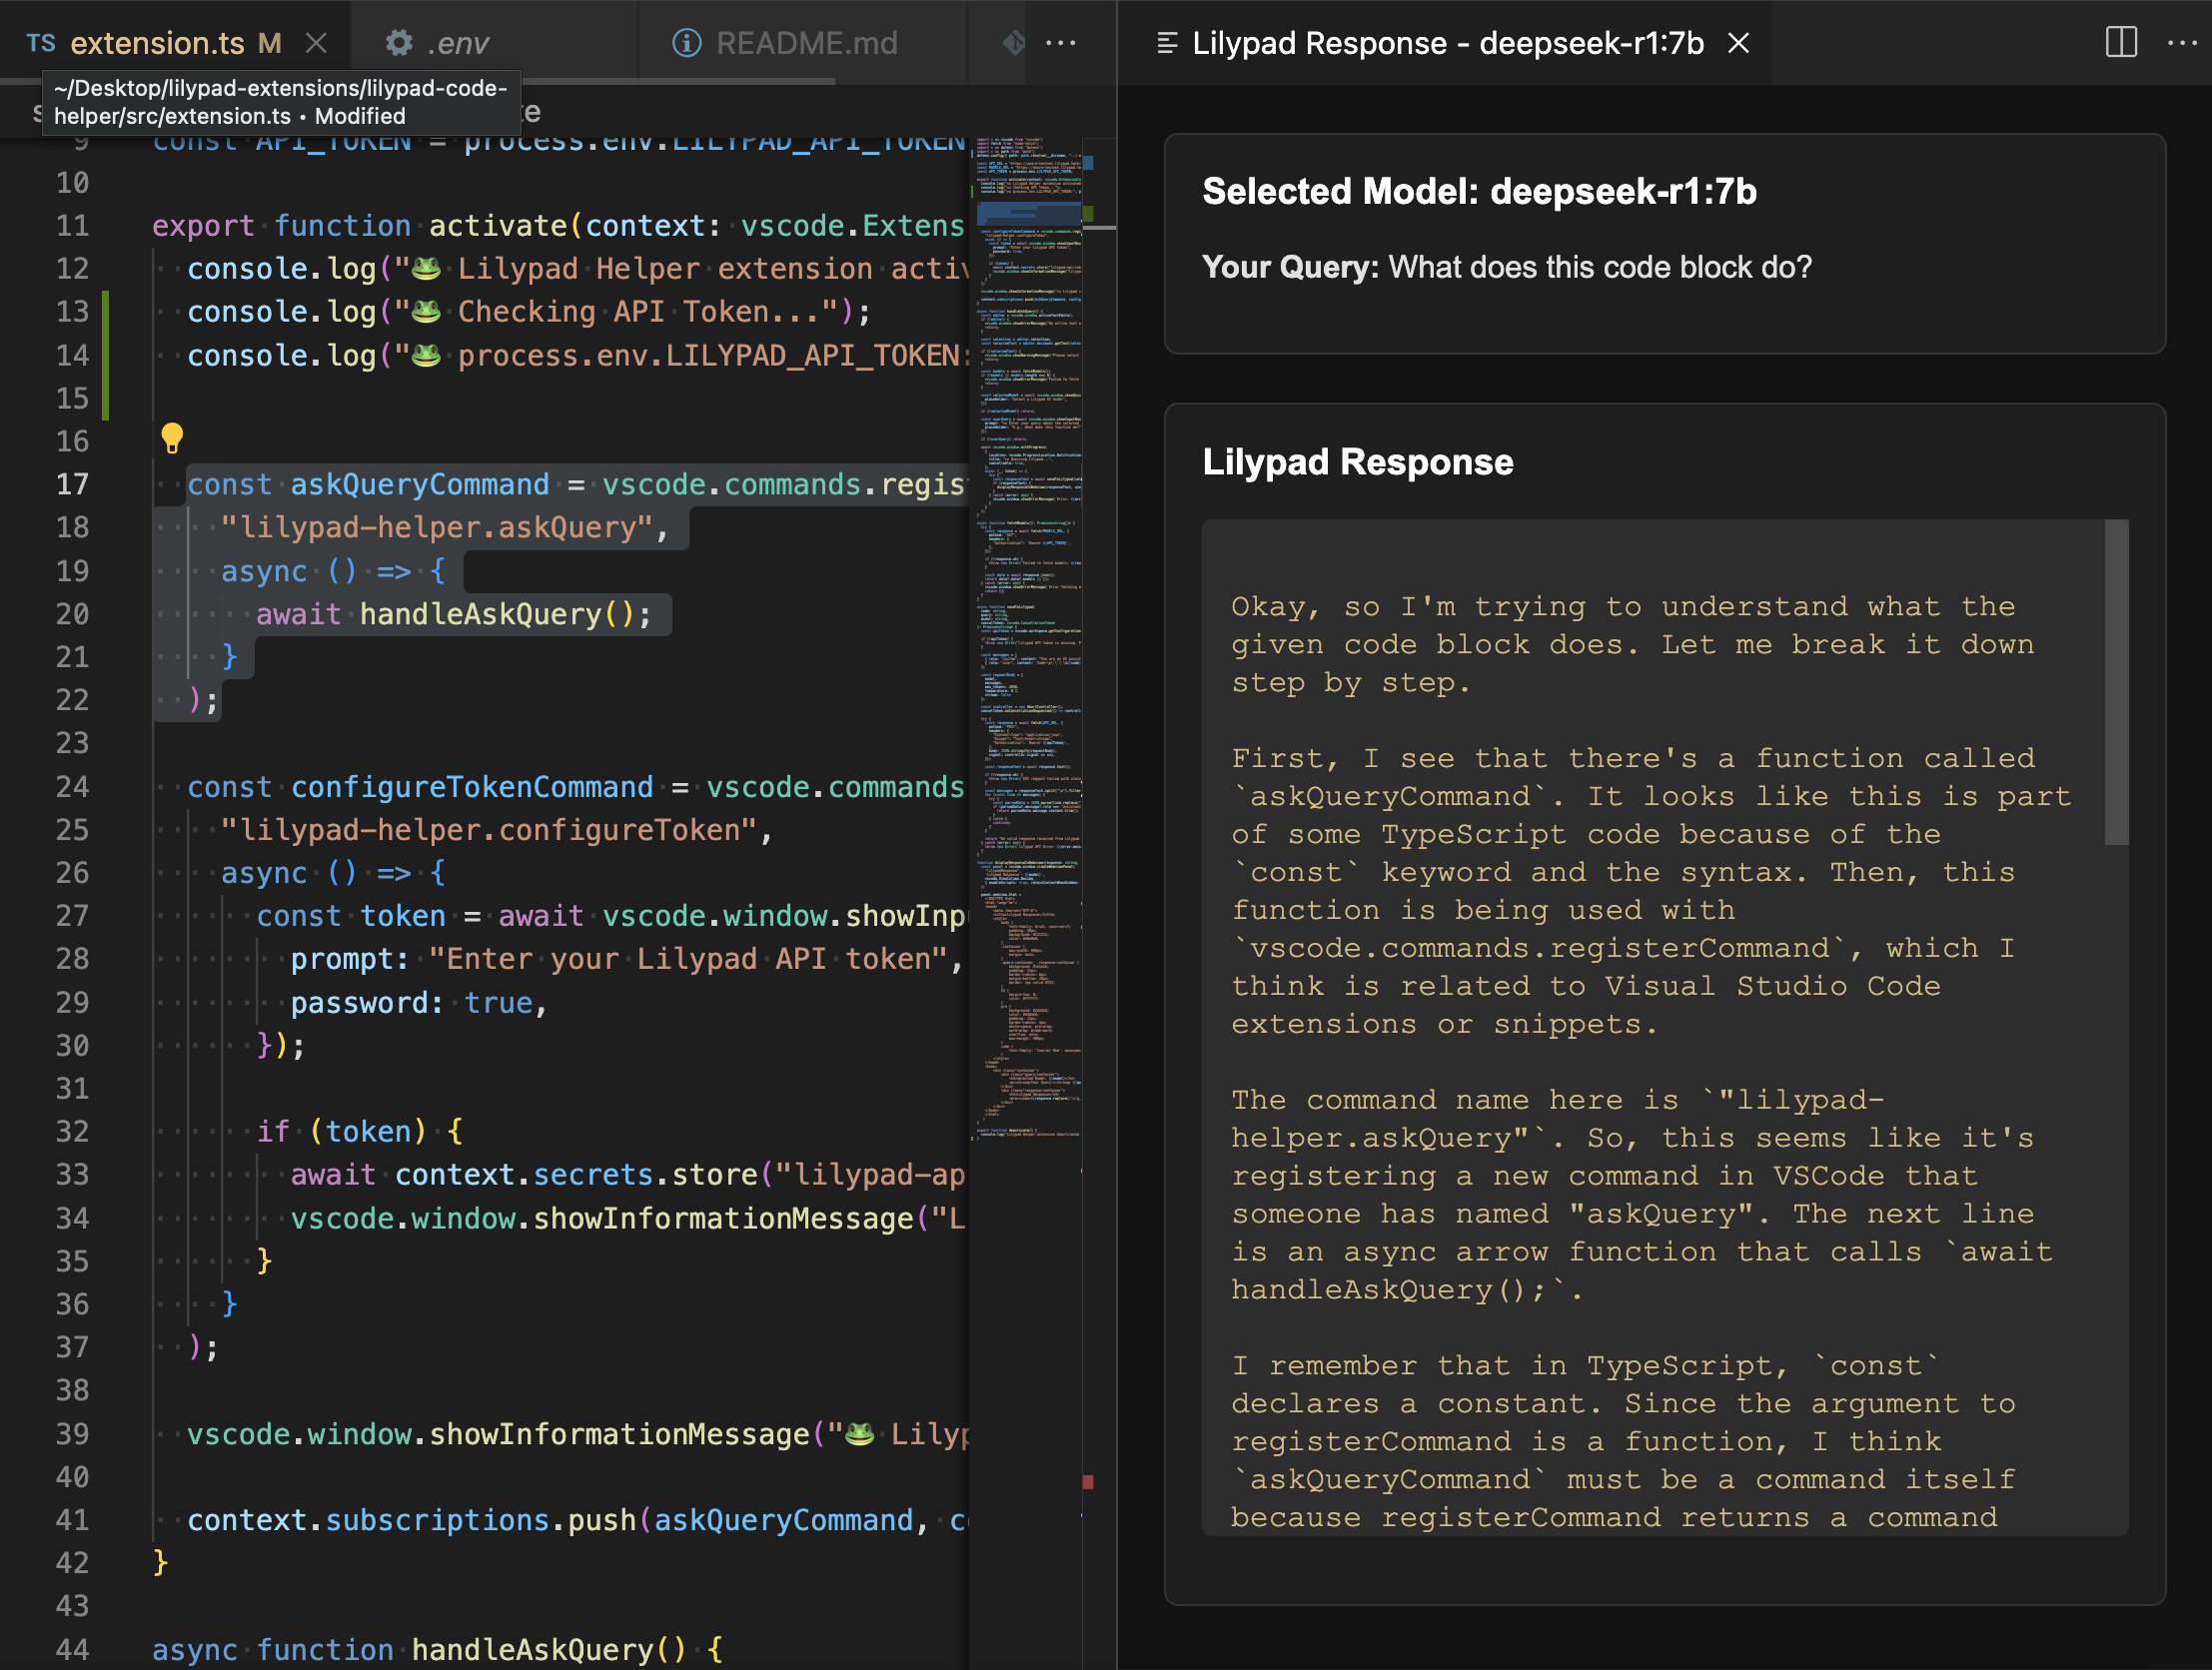 TS extension.ts M
.env
README.md
~/Desktop/lilypad-extensions/lilypad-code-
helper/src/extension.ts • Modified
9 const API_TOKEN = process.env.LILYPAD_API_TOKEN
10
11 export function activate(context: vscode.Extens
12 console.log("🐸 Lilypad Helper extension activ
13 console.log("🐸 Checking API Token...");
14 console.log("🐸 process.env.LILYPAD_API_TOKEN:
15
16
17 const askQueryCommand = vscode.commands.regis
18 "lilypad-helper.askQuery",
19 async () => {
20 await handleAskQuery();
21 }
22 );
23
24 const configureTokenCommand = vscode.commands
25 "lilypad-helper.configureToken",
26 async () => {
27 const token = await vscode.window.showInpu
28 prompt: "Enter your Lilypad API token",
29 password: true,
30 });
31
32 if (token) {
33 await context.secrets.store("lilypad-ap
34 vscode.window.showInformationMessage("L
35 }
36 }
37 );
38
39 vscode.window.showInformationMessage("🐸 Lilyp
40
41 context.subscriptions.push(askQueryCommand, c
42 }
43
44 async function handleAskQuery() {
Lilypad Response - deepseek-r1:7b
Selected Model: deepseek-r1:7b
Your Query: What does this code block do?
Lilypad Response
Okay, so I'm trying to understand what the
given code block does. Let me break it down
step by step.
First, I see that there's a function called
`askQueryCommand`. It looks like this is part
of some TypeScript code because of the
`const` keyword and the syntax. Then, this
function is being used with
`vscode.commands.registerCommand`, which I
think is related to Visual Studio Code
extensions or snippets.
The command name here is `"lilypad-
helper.askQuery"`. So, this seems like it's
registering a new command in VSCode that
someone has named "askQuery". The next line
is an async arrow function that calls `await
handleAskQuery();`.
I remember that in TypeScript, `const`
declares a constant. Since the argument to
registerCommand is a function, I think
`askQueryCommand` must be a command itself
because registerCommand returns a command